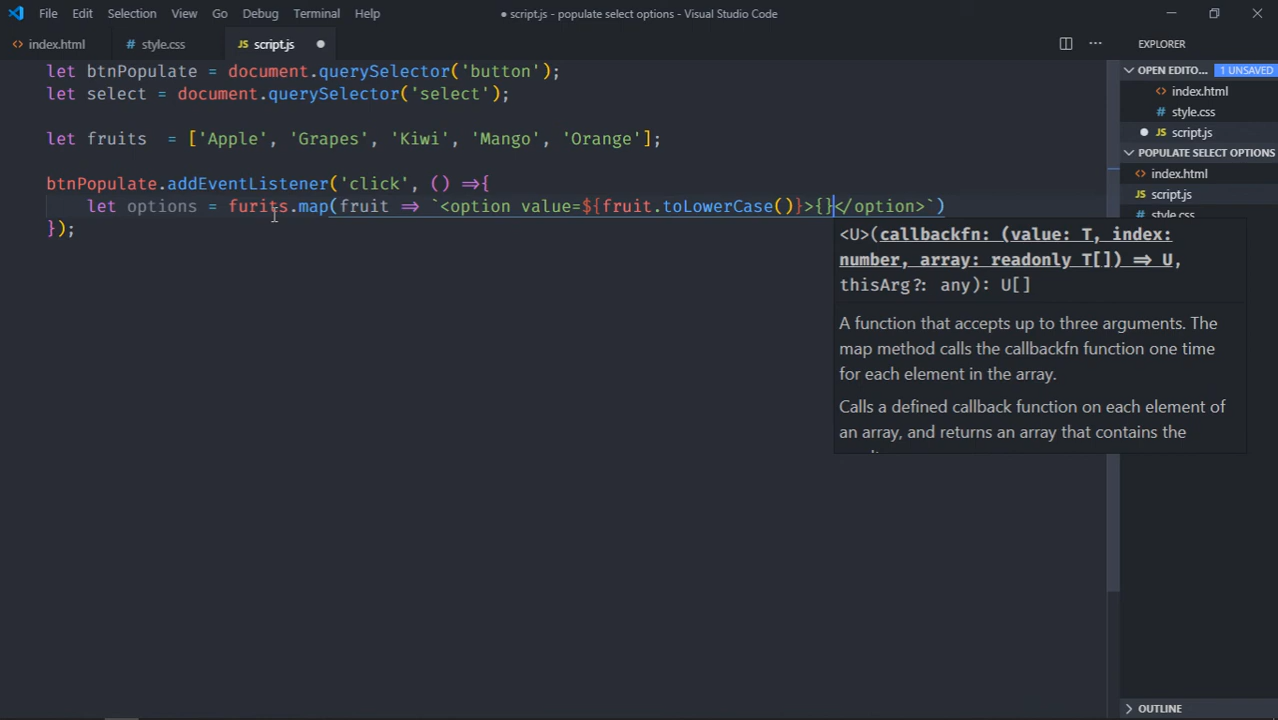 File Edit Selection View Go Debug Terminal Help ● script.js - populate select options - Visual Studio Code
index.html style.css JS script.js EXPLORER
let btnPopulate = document.querySelector('button');
let select = document.querySelector('select');
let fruits  = ['Apple', 'Grapes', 'Kiwi', 'Mango', 'Orange'];
btnPopulate.addEventListener('click', () =>{
let options = furits.map(fruit => `<option value=${fruit.toLowerCase()}>{}</option>`)
});
<U>(callbackfn: (value: T, index:
number, array: readonly T[]) => U,
thisArg?: any): U[]
A function that accepts up to three arguments. The
map method calls the callbackfn function one time
for each element in the array.
Calls a defined callback function on each element of
an array, and returns an array that contains the
OPEN EDITO... 1 UNSAVED
index.html
style.css
JS script.js
POPULATE SELECT OPTIONS
index.html
JS script.js
style.css
OUTLINE